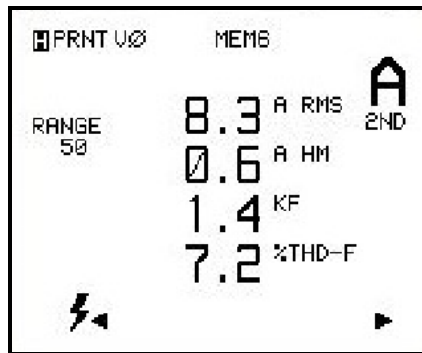 H PRNT VØ MEM6
A
2ND
RANGE
50
8.3 A RMS
0.6 A HM
1.4 KF
7.2 %THD-F